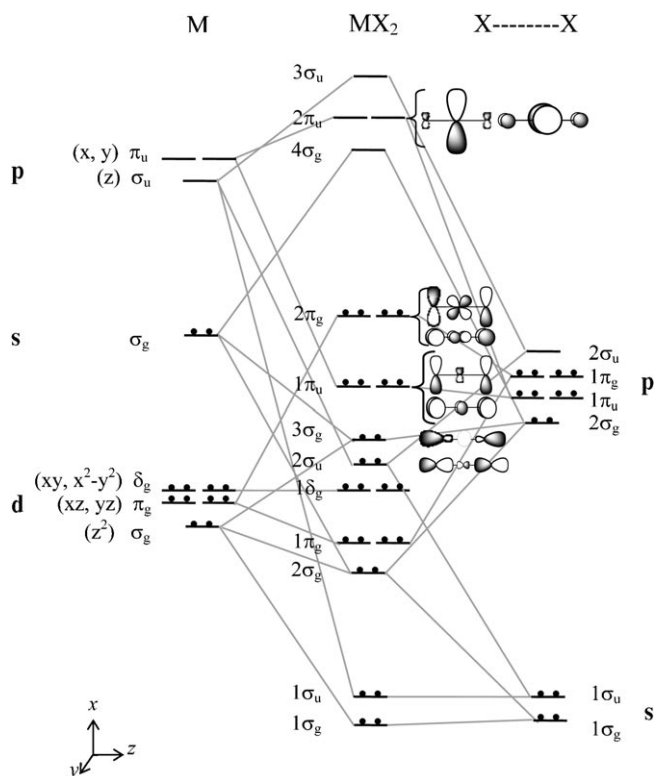 M MX₂ X--------X
3σᵤ
2πᵤ
4σg
(x, y) πᵤ
p
(z) σᵤ
2πg
s
σg
1πᵤ
3σg
2σᵤ
1δg
1πg
2σg
(xy, x²-y²) δg
d
(xz, yz) πg
(z²) σg
2σᵤ
1πg
p
1πᵤ
2σg
1σᵤ
1σg
1σᵤ
s
1σg
x
z
y